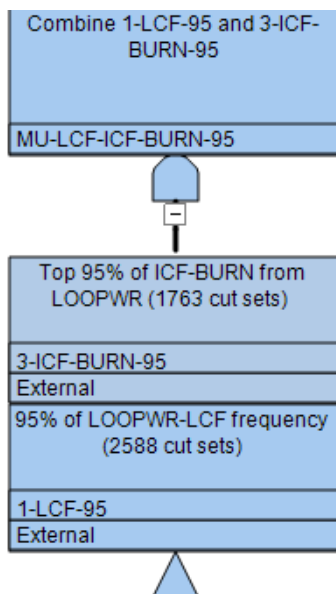 Combine 1-LCF-95 and 3-ICF-
BURN-95
MU-LCF-ICF-BURN-95
Top 95% of ICF-BURN from
LOOPWR (1763 cut sets)
3-ICF-BURN-95
External
95% of LOOPWR-LCF frequency
(2588 cut sets)
1-LCF-95
External